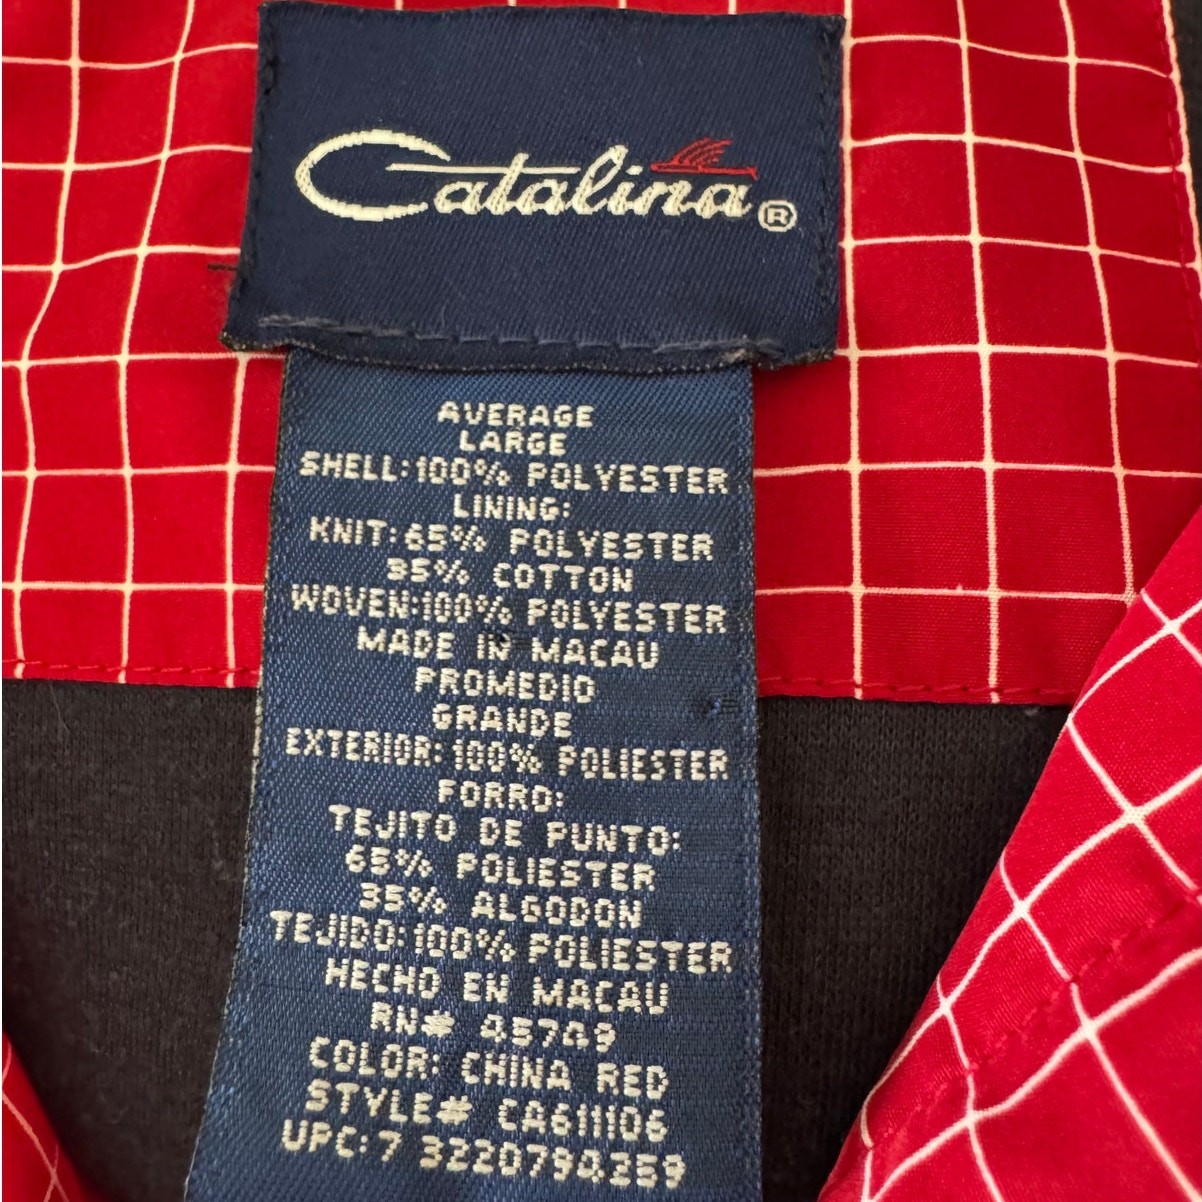 Catalina®
AVERAGE
LARGE
SHELL:100% POLYESTER
LINING:
KNIT:65% POLYESTER
35% COTTON
WOVEN:100% POLYESTER
MADE IN MACAU
PROMEDIO
GRANDE
EXTERIOR:100% POLIESTER
FORRO:
TEJITO DE PUNTO:
65% POLIESTER
35% ALGODON
TEJIDO:100% POLIESTER
HECHO EN MACAU
RN# 45749
COLOR: CHINA RED
STYLE# CA611106
UPC:7 3220794259